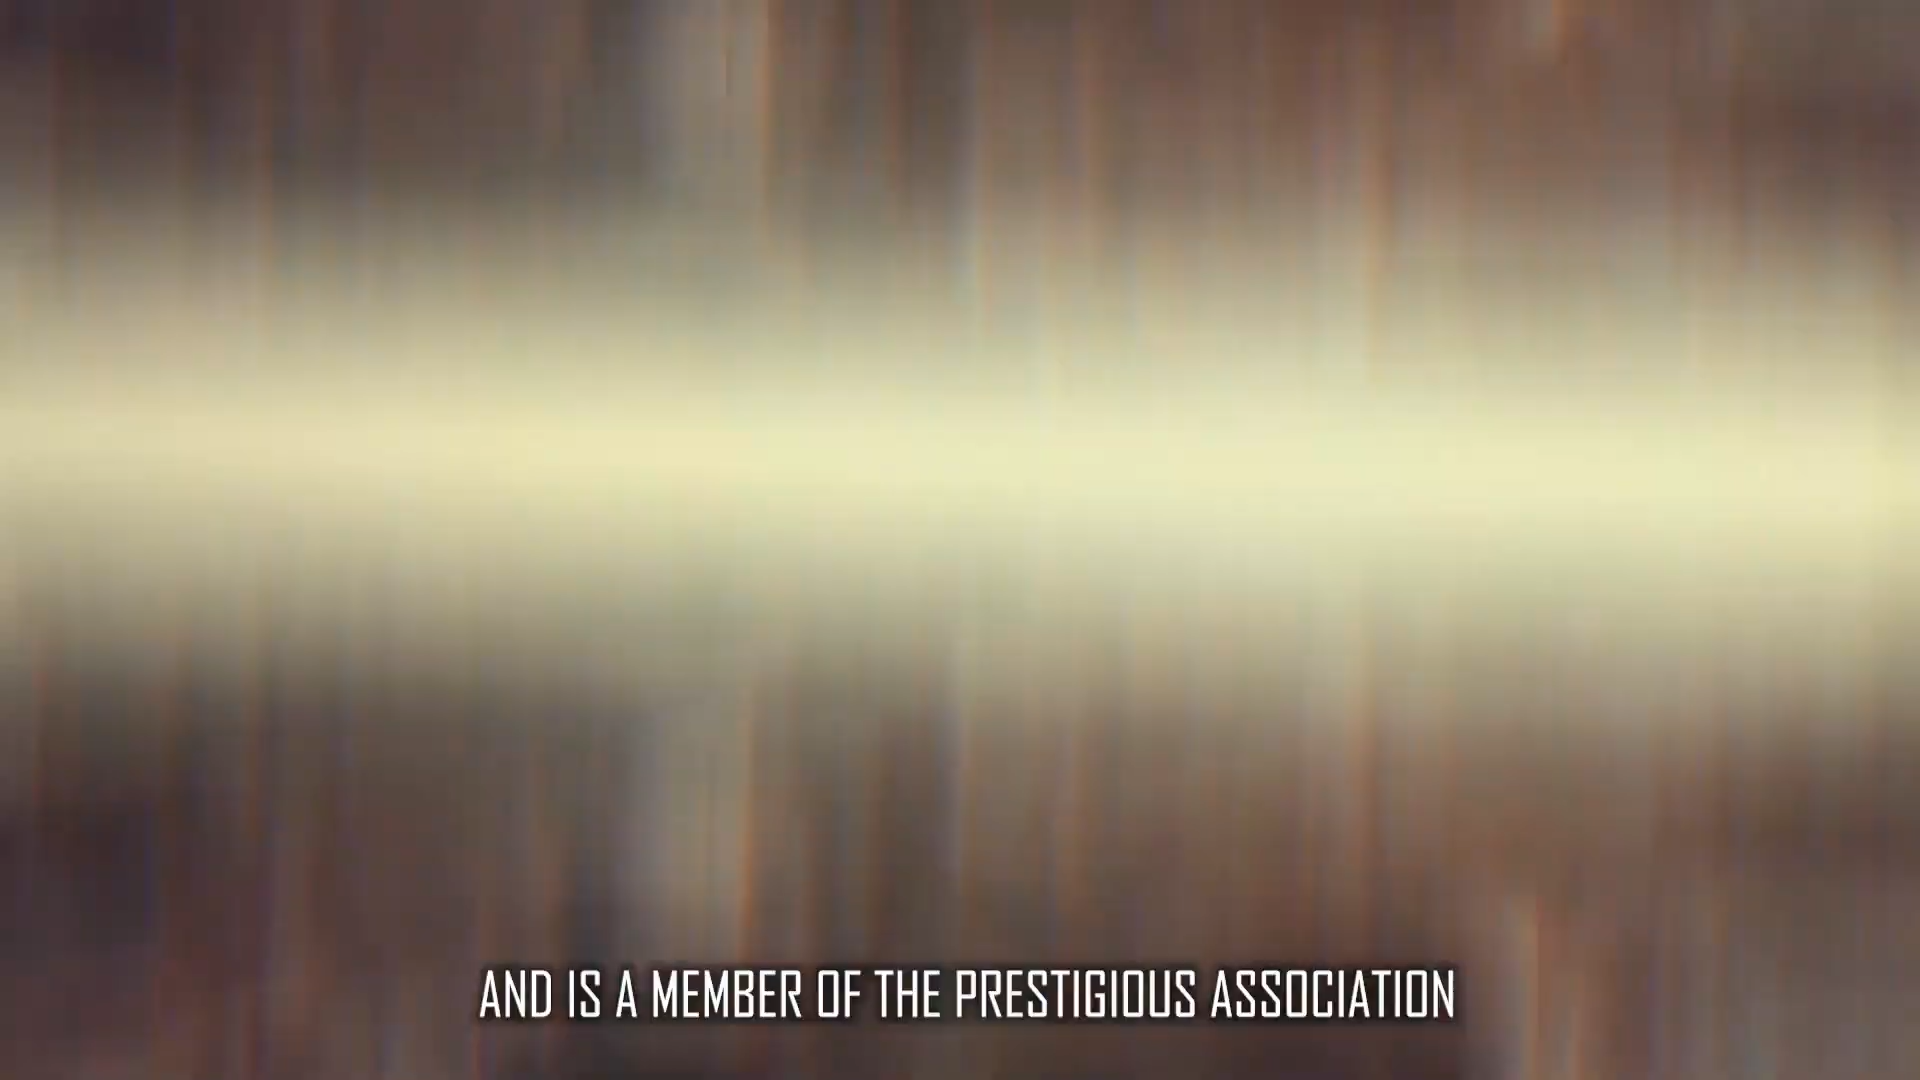 AND IS A MEMBER OF THE PRESTIGIOUS ASSOCIATION